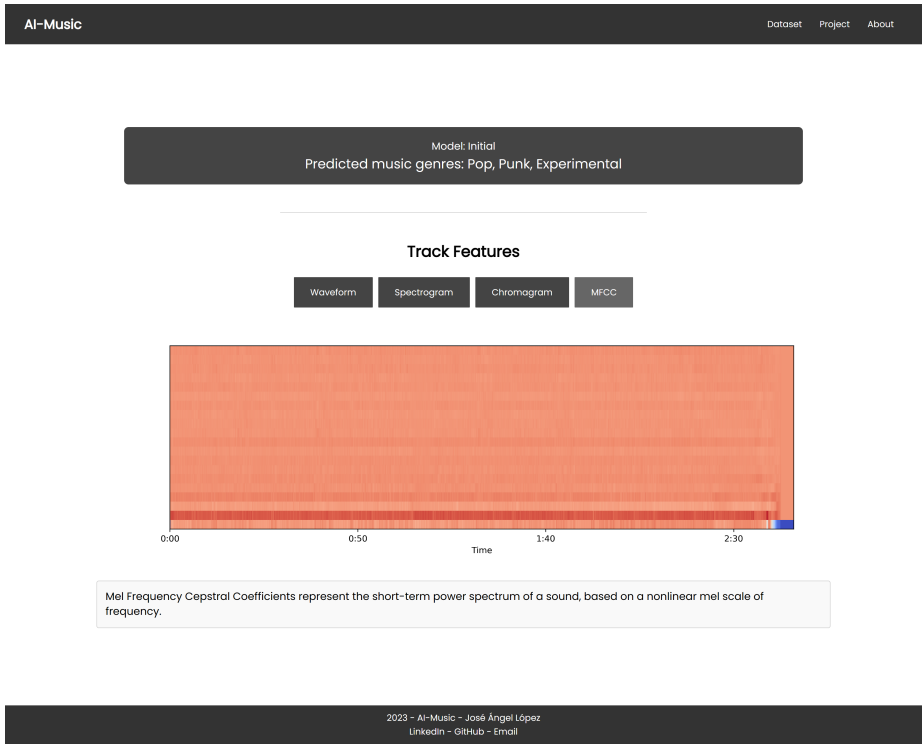 AI-Music
Dataset Project About
Model: Initial
Predicted music genres: Pop, Punk, Experimental
Track Features
Waveform Spectrogram Chromagram MFCC
0:00 0:50 1:40 2:30
Time
Mel Frequency Cepstral Coefficients represent the short-term power spectrum of a sound, based on a nonlinear mel scale of
frequency.
2023 - AI-Music - José Ángel López
LinkedIn - GitHub - Email